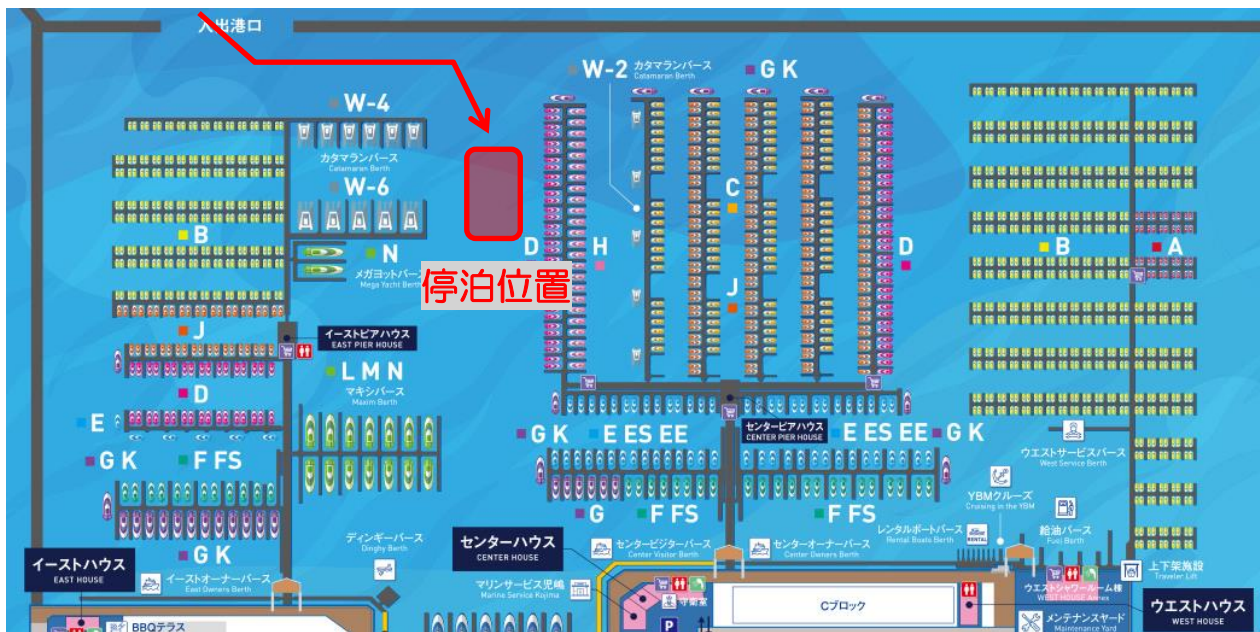 入出港口
W-2 カタマランバース
Catamaran Berth
G K
W-4
カタマランバース
Catamaran Berth
W-6
B
N
メガヨットバース
Mega Yacht Berth
停泊位置
D
H
C
J
D
B
A
J
イーストピアハウス
EAST PIER HOUSE
L M N
マキシバース
Maxim Berth
D
E
G K
F FS
G K
センターピアハウス
CENTER PIER HOUSE
G K
E ES EE
E ES EE
G K
G
F FS
F FS
ウエストサービスバース
West Service Berth
YBMクルーズ
Cruising in the YBM
給油バース
Fuel Berth
レンタルボートバース
Rental Boats Berth
RENTAL
上下架施設
Traveler Lift
イーストハウス
EAST HOUSE
イーストオーナーバース
East Owners Berth
ディンギーバース
Dinghy Berth
センターハウス
CENTER HOUSE
センタービジターバース
Center Visitor Berth
センターオーナーバース
Center Owners Berth
マリンサービス児嶋
Marine Service Kojima
守衛室
P
Cブロック
ウエストシャワールーム棟
WEST HOUSE Annex
メンテナンスヤード
Maintenance Yard
ウエストハウス
WEST HOUSE
BBQテラス